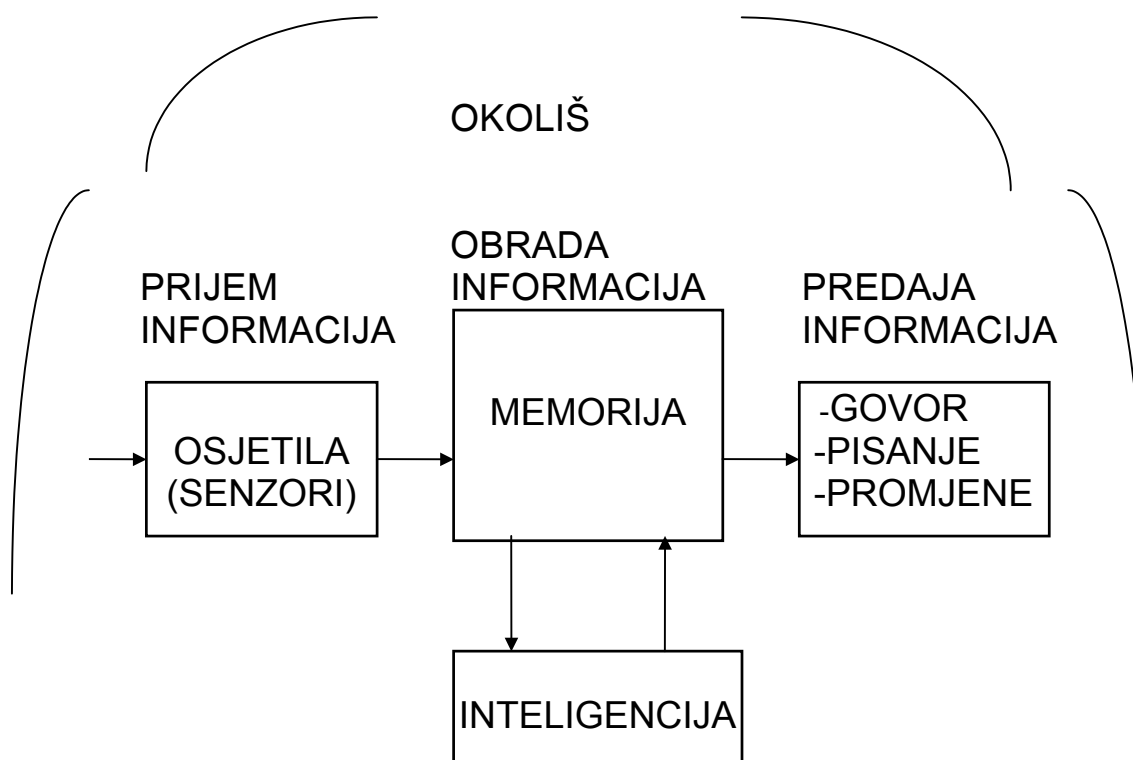 OKOLIŠ
PRIJEM
INFORMACIJA
OSJETILA
(SENZORI)
OBRADA
INFORMACIJA
MEMORIJA
PREDAJA
INFORMACIJA
-GOVOR
-PISANJE
-PROMJENE
INTELIGENCIJA